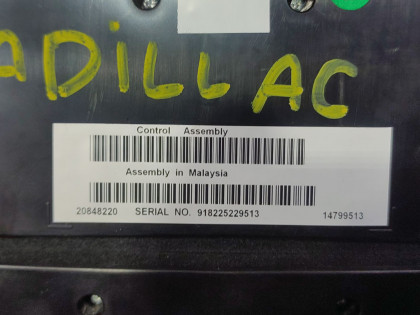 ADiLLAC
Control Assembly
Assembly in Malaysia
20848220 SERIAL NO. 918225229513 14799513